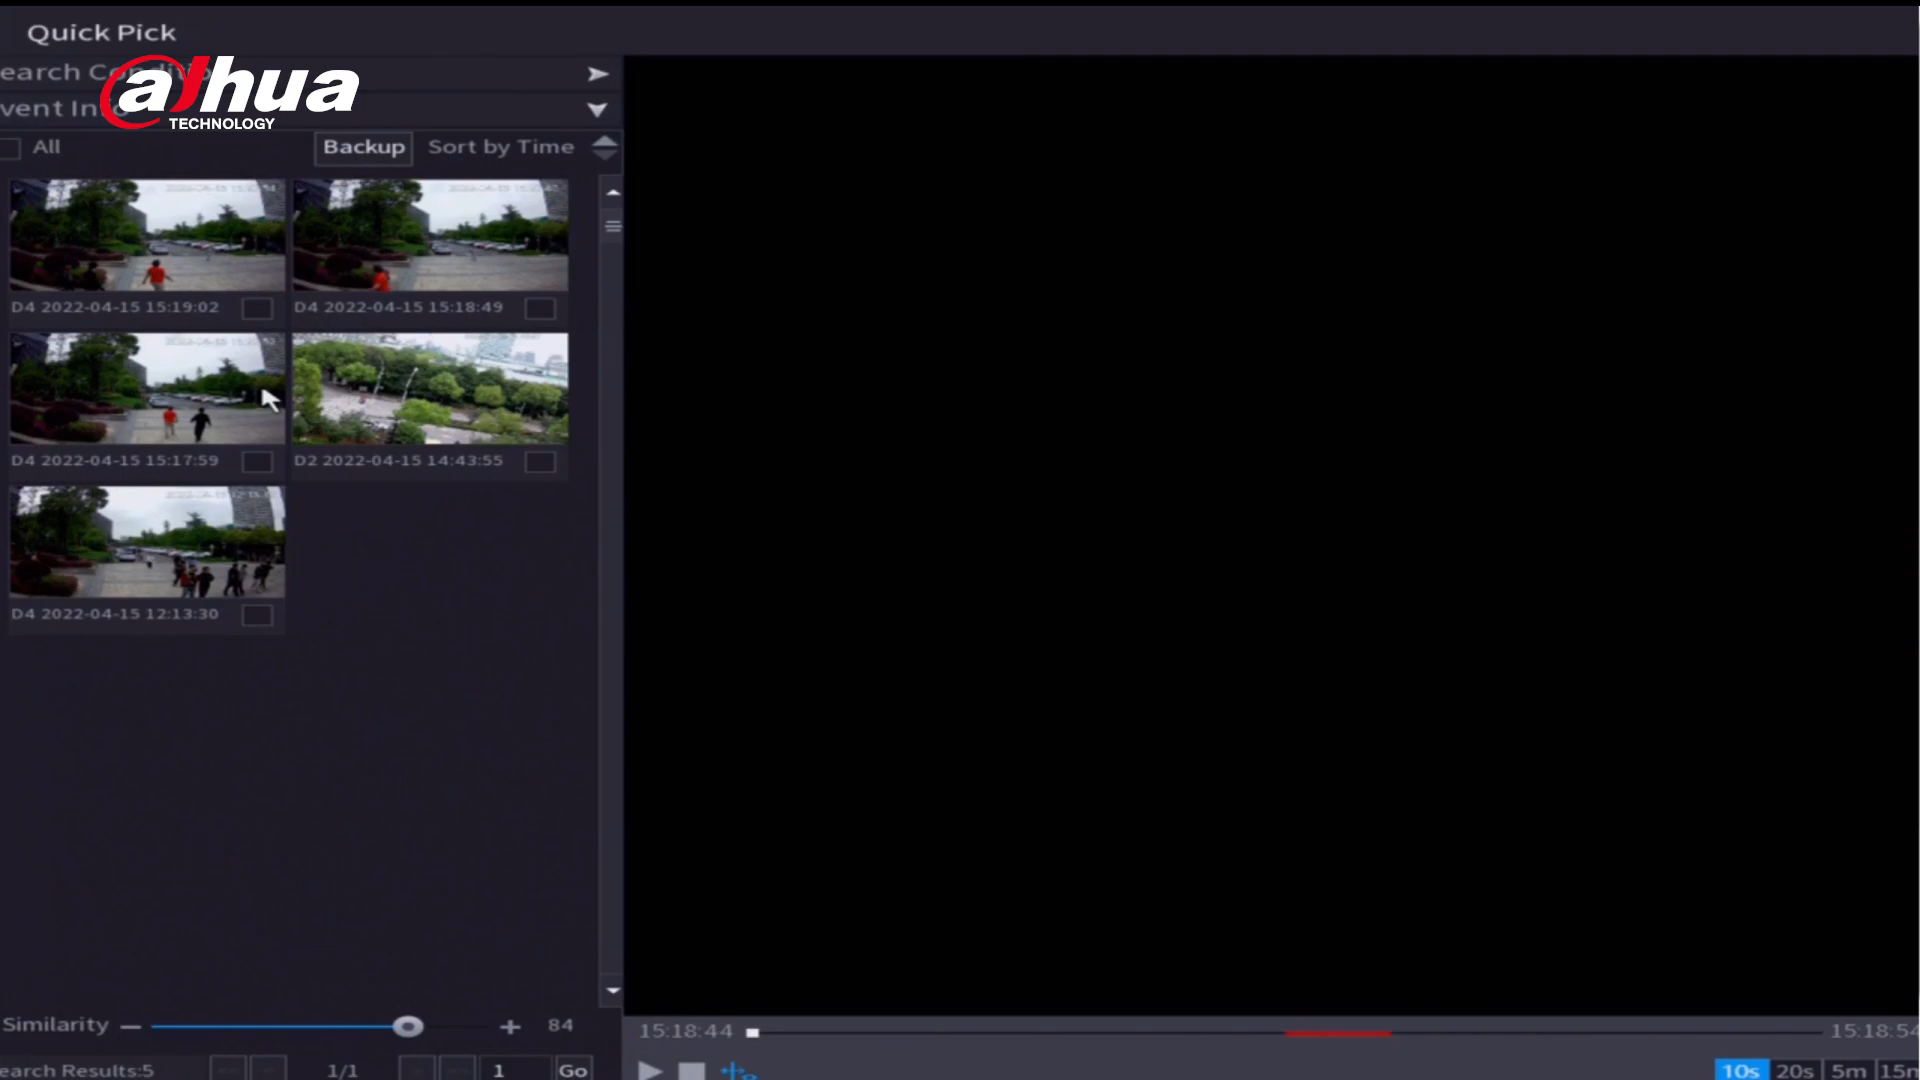 Quick Pick
earch Conditio
alhua
TECHNOLOGY
vent Info
All
Backup
Sort by Time
D4 2022-04-15 15:19:02
D4 2022-04-15 15:18:49
D4 2022-04-15 15:17:59
D2 2022-04-15 14:43:55
D4 2022-04-15 12:13:30
Similarity
84
15:18:44
15:18:54
earch Results:5
1/1
1
Go
10s
20s
5m
15m